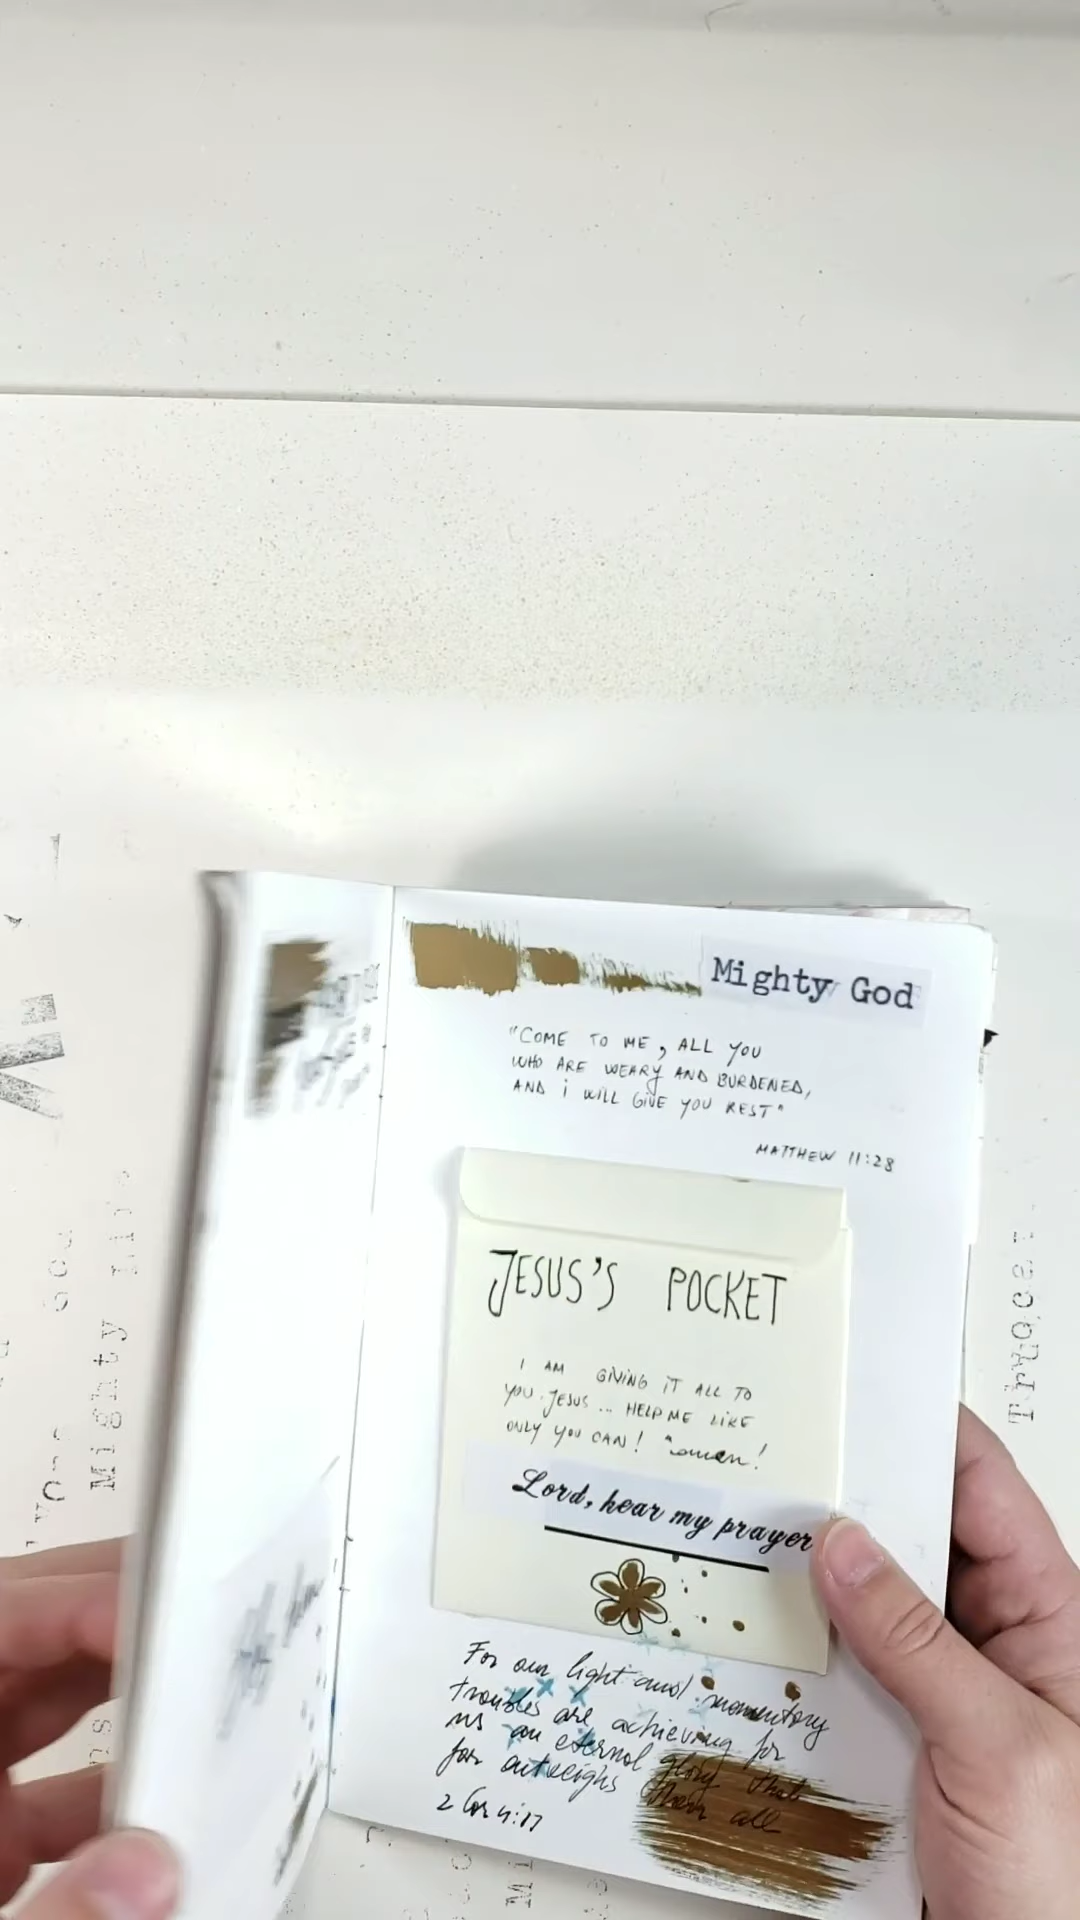 Mighty God
"COME TO ME, ALL YOU
WHO ARE WEARY AND BURDENED,
AND i WILL GIVE YOU REST"
MATTHEW 11:28
JESUS'S POCKET
I AM GIVING IT ALL TO
YOU JESUS... HELP ME LIKE
ONLY YOU CAN! "amen!
Lord, hear my prayer
For our light and momentory
troubles are achieving for
us an eternal glory that
far outweighs them all
2 Cor 4:17
Mighty
Mi